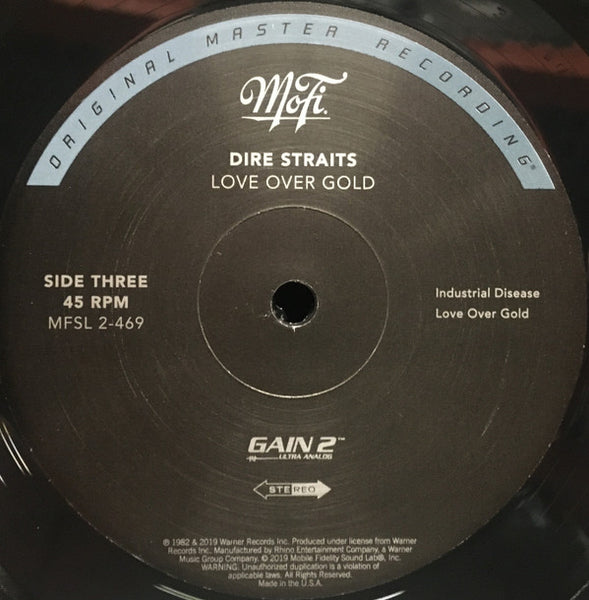 ORIGINAL MASTER RECORDING®
MoFi.
DIRE STRAITS
LOVE OVER GOLD
SIDE THREE
45 RPM
MFSL 2-469
Industrial Disease
Love Over Gold
GAIN 2™
ULTRA ANALOG
STEREO
℗ 1982 & 2019 Warner Records Inc. Produced under license from Warner
Records Inc. Manufactured by Rhino Entertainment Company, a Warner
Music Group Company. © 2019 Mobile Fidelity Sound Lab®, Inc.
WARNING: Unauthorized duplication is a violation of
applicable laws. All Rights Reserved.
Made in the U.S.A.